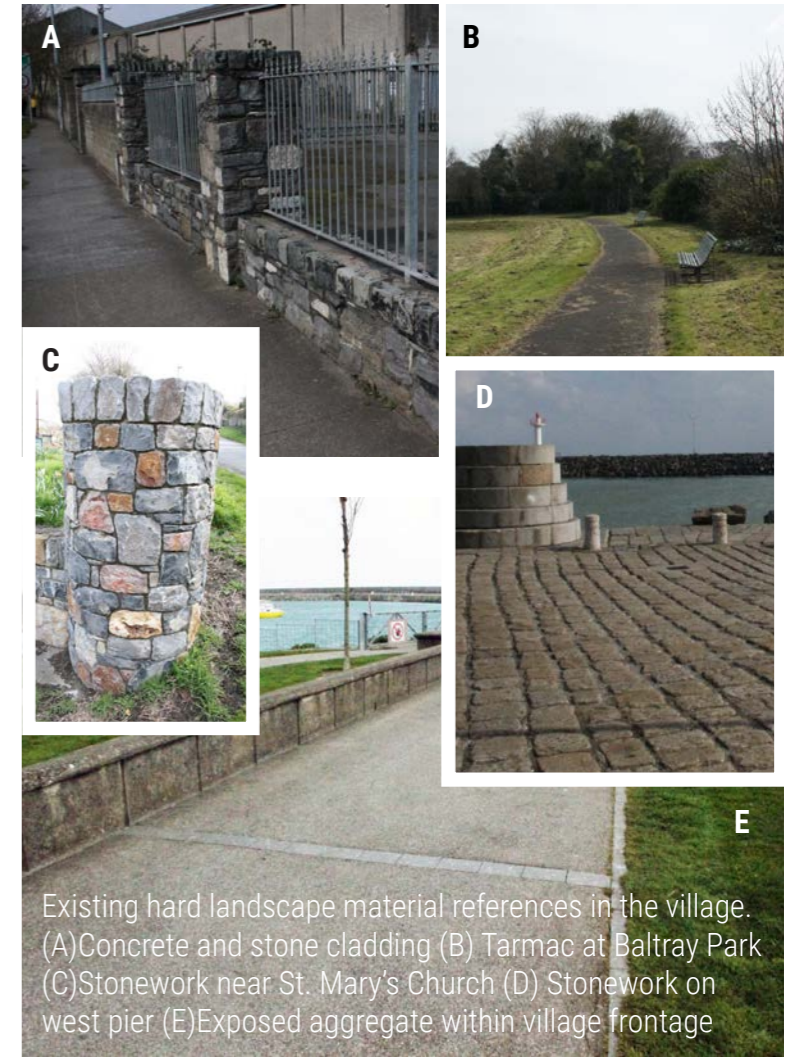 A
B
C
D
E
Existing hard landscape material references in the village.
(A)Concrete and stone cladding (B) Tarmac at Baltray Park
(C)Stonework near St. Mary's Church (D) Stonework on
west pier (E)Exposed aggregate within village frontage